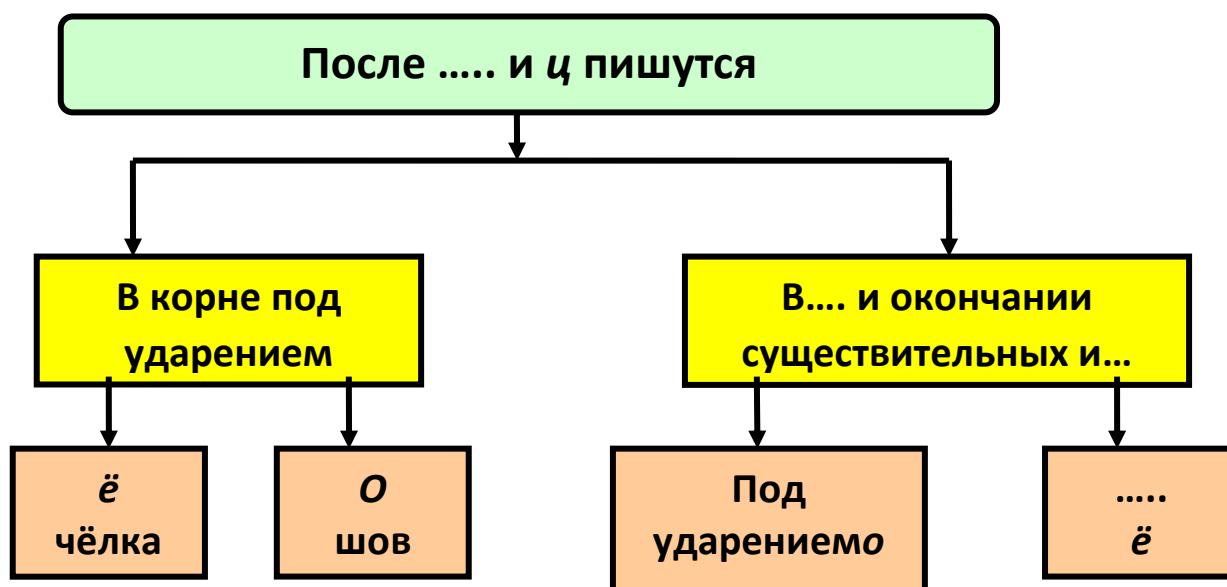 После ….. и ц пишутся
В корне под
ударением
В…. и окончании
существительных и…
ё
чёлка
О
шов
Под
ударениемо
…..
ё